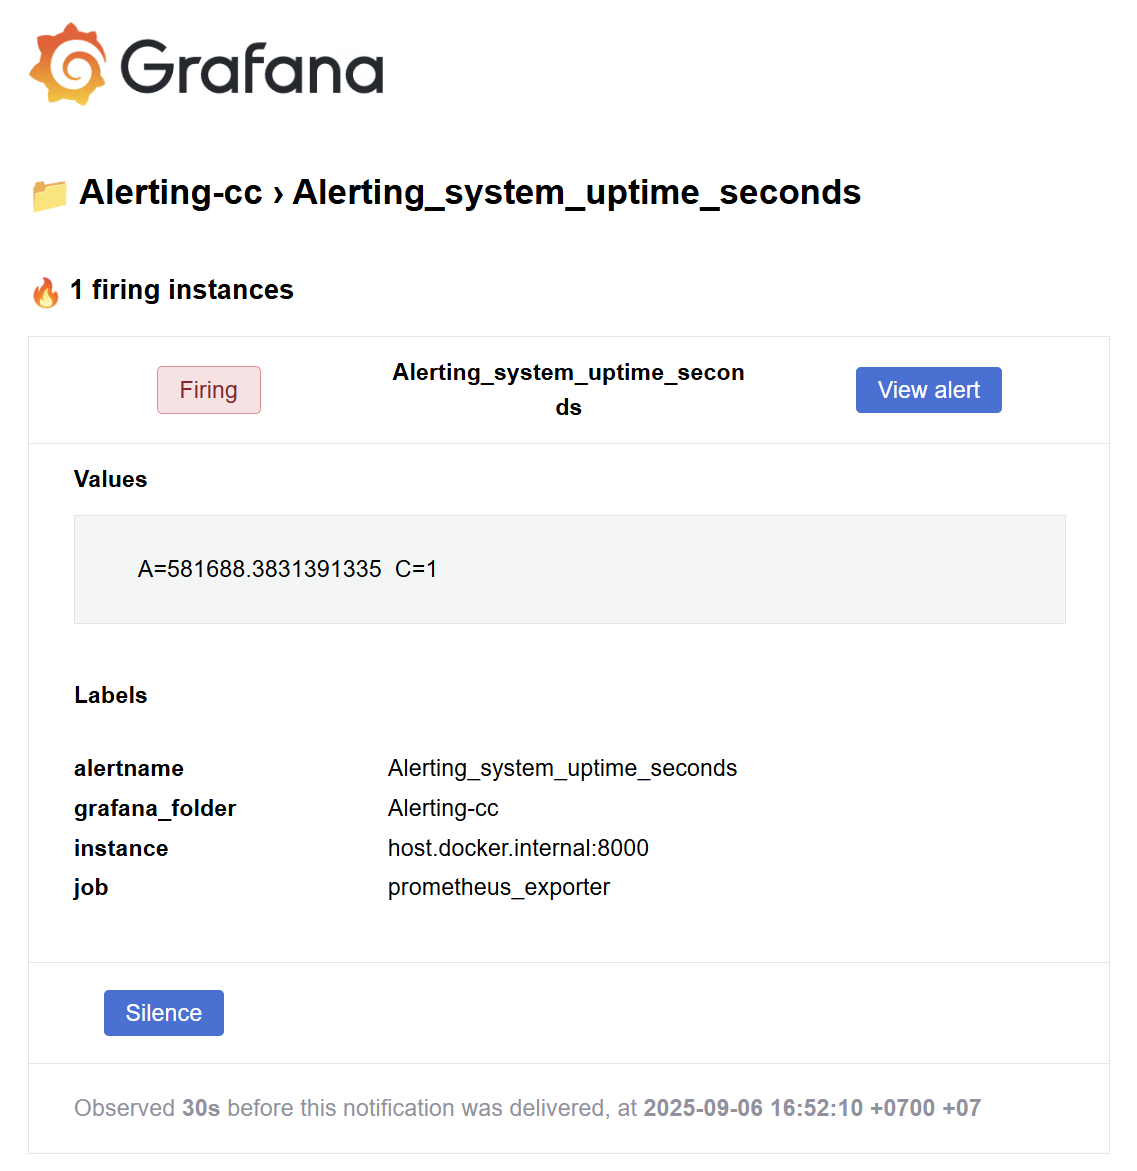 Grafana
📁 Alerting-cc › Alerting_system_uptime_seconds
🔥 1 firing instances
Firing
Alerting_system_uptime_secon
ds
View alert
Values
A=581688.3831391335  C=1
Labels
alertname Alerting_system_uptime_seconds
grafana_folder Alerting-cc
instance host.docker.internal:8000
job prometheus_exporter
Silence
Observed 30s before this notification was delivered, at 2025-09-06 16:52:10 +0700 +07